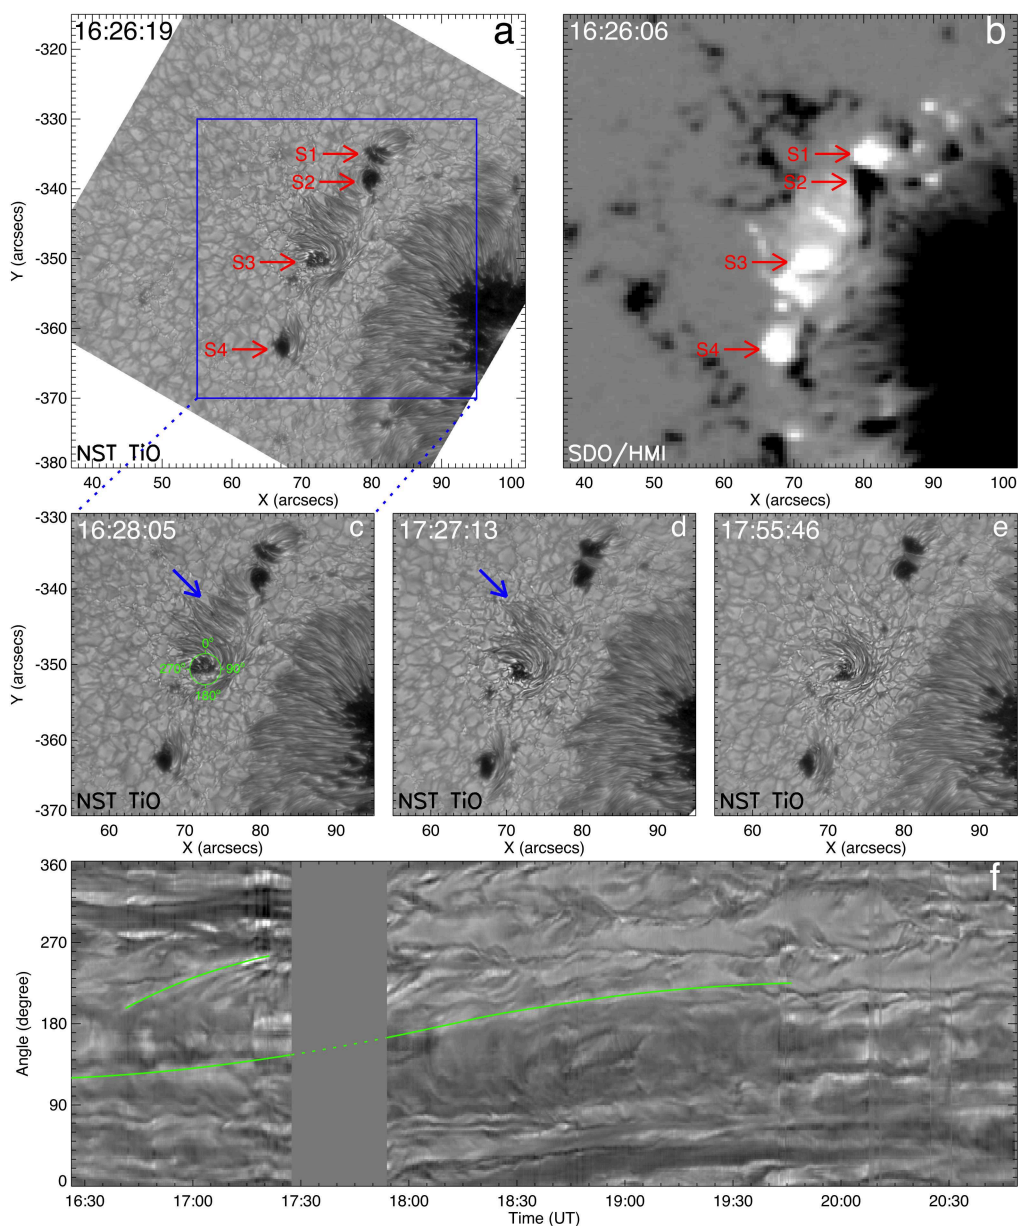 16:26:19
a
S1
S2
S3
S4
NST TiO
-320
-330
-340
-350
-360
-370
-380
Y (arcsecs)
40 50 60 70 80 90 100
X (arcsecs)
16:26:06
b
S1
S2
S3
S4
SDO/HMI
40 50 60 70 80 90 100
X (arcsecs)
16:28:05
c
0°
90°
180°
270°
NST TiO
-330
-340
-350
-360
-370
Y (arcsecs)
60 70 80 90
X (arcsecs)
17:27:13
d
NST TiO
60 70 80 90
X (arcsecs)
17:55:46
e
NST TiO
60 70 80 90
X (arcsecs)
f
360
270
180
90
0
Angle (degree)
16:30 17:00 17:30 18:00 18:30 19:00 19:30 20:00 20:30
Time (UT)